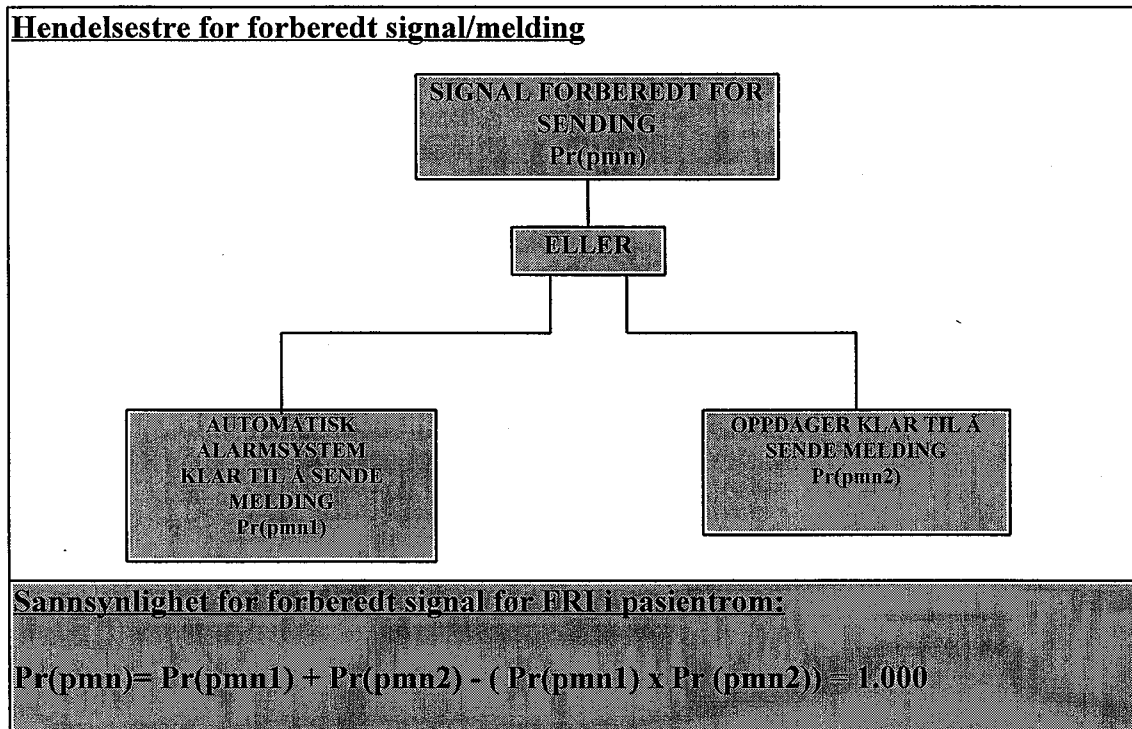 Hendelsestre for forberedt signal/melding
SIGNAL FORBEREDT FOR
SENDING
Pr(pmn)
ELLER
AUTOMATISK
ALARMSYSTEM
KLAR TIL Å SENDE
MELDING
Pr(pmn1)
OPPDAGER KLAR TIL Å
SENDE MELDING
Pr(pmn2)
Sannsynlighet for forberedt signal før FRI i pasientrom:
Pr(pmn)= Pr(pmn1) + Pr(pmn2) - ( Pr(pmn1) x Pr (pmn2)) = 1.000